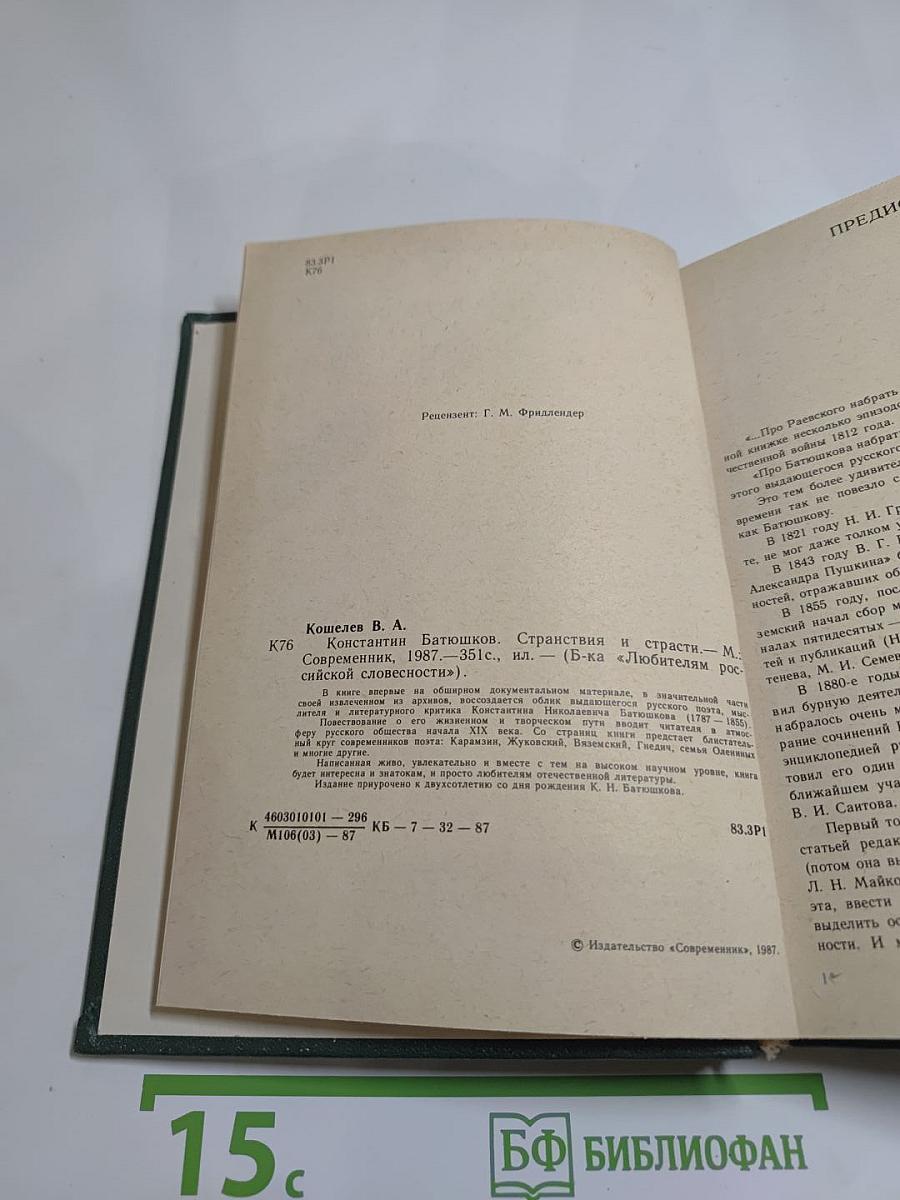 83.3Р1
К76
Рецензент: Г. М. Фридлендер
Кошелев В. А.
К76 Константин Батюшков. Странствия и страсти.— М.:
Современник, 1987.—351с., ил. — (Б-ка «Любителям рос-
сийской словесности»).
В книге впервые на обширном документальном материале, в значительной части
своей извлеченном из архивов, воссоздается облик выдающегося русского поэта, мыс-
лителя и литературного критика Константина Николаевича Батюшкова (1787 — 1855).
Повествование о его жизненном и творческом пути вводит читателя в атмос-
феру русского общества начала XIX века. Со страниц книги предстает блистатель-
ный круг современников поэта: Карамзин, Жуковский, Вяземский, Гнедич, семья Олениных
и многие другие.
Написанная живо, увлекательно и вместе с тем на высоком научном уровне, книга
будет интересна и знатокам, и просто любителям отечественной литературы.
Издание приурочено к двухсотлетию со дня рождения К. Н. Батюшкова.
К 4603010101 — 296
М106(03) — 87 КБ — 7 — 32 — 87 83.3Р1
© Издательство «Современник», 1987.
ПРЕДИС
«...Про Раевского набрать
ной книжке несколько эпизодо
чественной войны 1812 года.
«Про Батюшкова набрат
этого выдающегося русского
Это тем более удивител
времени так не повезло с
как Батюшкову.
В 1821 году Н. И. Гр
те, не мог даже толком у
В 1843 году В. Г.
Александра Пушкина» б
ностей, отражавших об
В 1855 году, посл
земский начал сбор м
налах пятидесятых —
тей и публикаций (Н
тенева, М. И. Семев
В 1880-е годы
вил бурную деятел
набралось очень м
рание сочинений
энциклопедией р
товил его один
ближайшем уча
В. И. Саитова.
Первый то
статьей редак
(потом она вы
Л. Н. Майко
эта, ввести
выделить ос
ности. И м
15 с
БФ БИБЛИОФАН